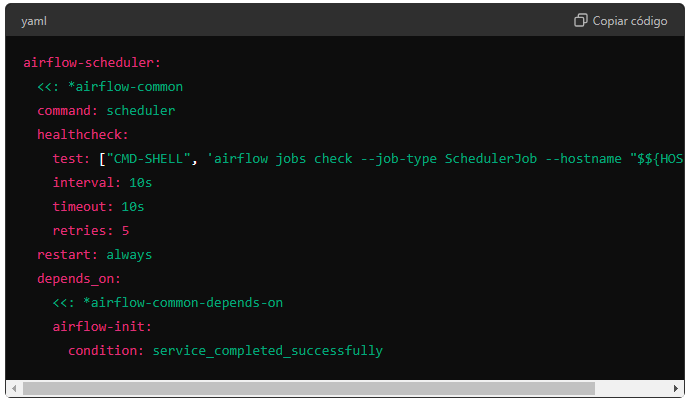 yaml Copiar código
airflow-scheduler:
  <<: *airflow-common
  command: scheduler
  healthcheck:
    test: ["CMD-SHELL", 'airflow jobs check --job-type SchedulerJob --hostname "$${HOS
    interval: 10s
    timeout: 10s
    retries: 5
  restart: always
  depends_on:
    <<: *airflow-common-depends-on
    airflow-init:
      condition: service_completed_successfully